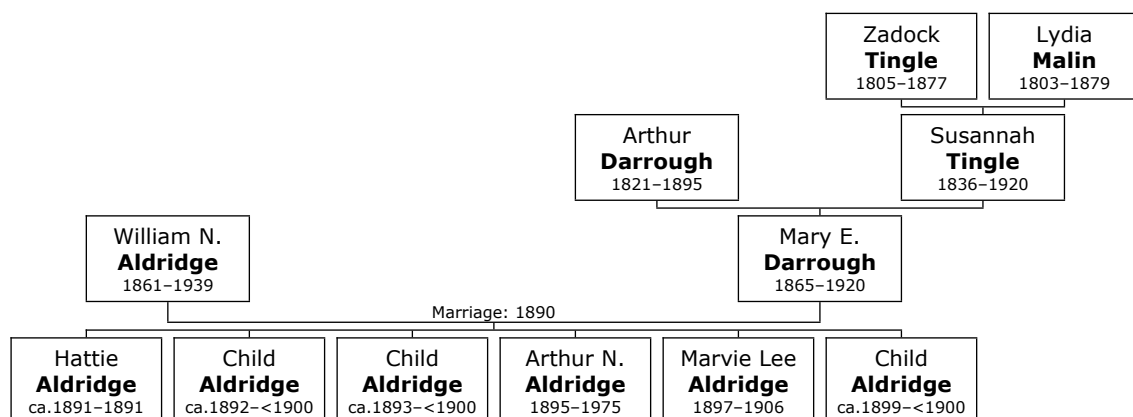 Zadock
Tingle
1805–1877
Lydia
Malin
1803–1879
Arthur
Darrough
1821–1895
Susannah
Tingle
1836–1920
William N.
Aldridge
1861–1939
Mary E.
Darrough
1865–1920
Marriage: 1890
Hattie
Aldridge
ca.1891–1891
Child
Aldridge
ca.1892–<1900
Child
Aldridge
ca.1893–<1900
Arthur N.
Aldridge
1895–1975
Marvie Lee
Aldridge
1897–1906
Child
Aldridge
ca.1899–<1900